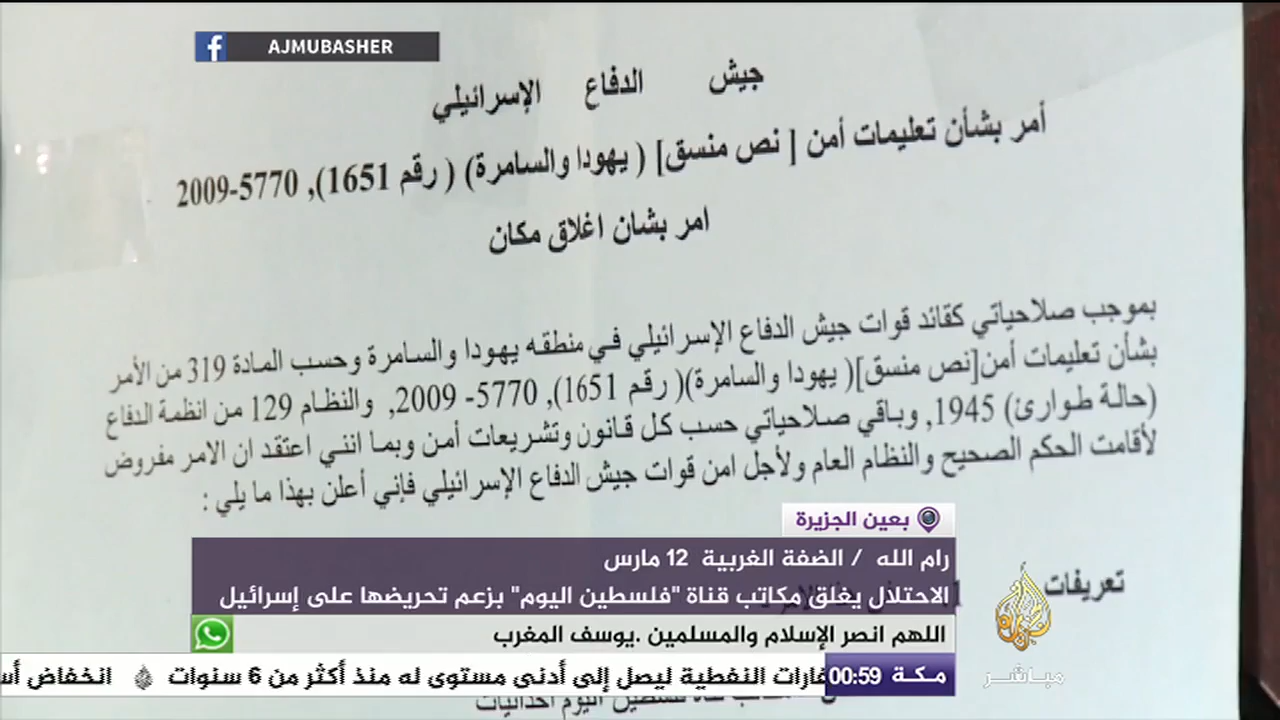 AJMUBASHER
جيش الدفاع الإسرائيلي
أمر بشأن تعليمات أمن [ نص منسق] ( يهودا والسامرة) ( رقم 1651), 5770-2009
امر بشان اغلاق مكان
بموجب صلاحياتي كقائد قوات جيش الدفاع الإسرائيلي في منطقه يهودا والسامرة وحسب المادة 319 من الأمر
بشأن تعليمات أمن[نص منسق]( يهودا والسامرة)( رقم 1651), 5770- 2009, والنظام 129 من انظمة الدفاع
(حالة طوارئ) 1945, وباقي صلاحياتي حسب كل قانون وتشريعات أمن وبما انني اعتقد ان الامر مفروض
لأقامت الحكم الصحيح والنظام العام ولأجل امن قوات جيش الدفاع الإسرائيلي فإني أعلن بهذا ما يلي :
بعين الجزيرة
رام الله / الضفة الغربية 12 مارس
تعريفات
الاحتلال يغلق مكاتب قناة "فلسطين اليوم" بزعم تحريضها على إسرائيل
اللهم انصر الإسلام والمسلمين .يوسف المغرب
مباشر
مكة 00:59
النفطية ليصل إلى أدنى مستوى له منذ أكثر من 6 سنوات انخفاض
فلسطين اليوم احداثيات